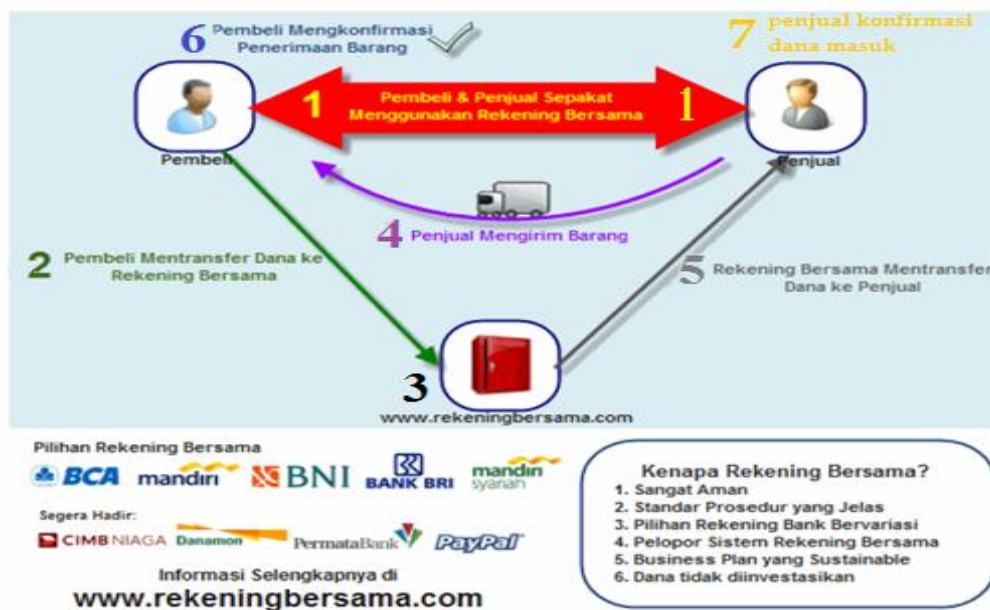 6 Pembeli Mengkonfirmasi
Penerimaan Barang
7 penjual konfirmasi
dana masuk
1 Pembeli & Penjual Sepakat 1
Menggunakan Rekening Bersama
Pembeli
Penjual
4 Penjual Mengirim Barang
2 Pembeli Mentransfer Dana ke
Rekening Bersama
5 Rekening Bersama Mentransfer
Dana ke Penjual
3
www.rekeningbersama.com
Pilihan Rekening Bersama
BCA mandiri BNI BANK BRI mandiri
syariah
Segera Hadir:
CIMB NIAGA Danamon PermataBank PayPal
Informasi Selengkapnya di
www.rekeningbersama.com
Kenapa Rekening Bersama?
1. Sangat Aman
2. Standar Prosedur yang Jelas
3. Pilihan Rekening Bank Bervariasi
4. Pelopor Sistem Rekening Bersama
5. Business Plan yang Sustainable
6. Dana tidak diinvestasikan